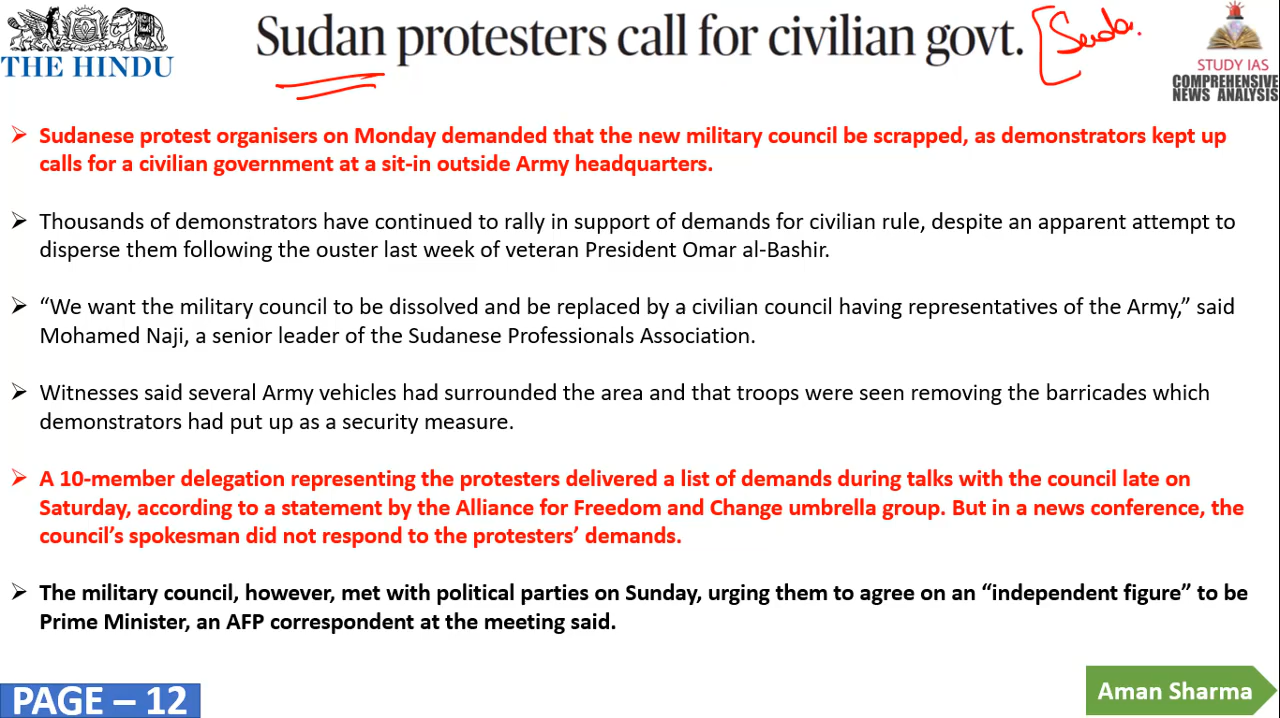 THE HINDU
Sudan protesters call for civilian govt.
STUDY IAS
COMPREHENSIVE
NEWS ANALYSIS
Sudanese protest organisers on Monday demanded that the new military council be scrapped, as demonstrators kept up
calls for a civilian government at a sit-in outside Army headquarters.
Thousands of demonstrators have continued to rally in support of demands for civilian rule, despite an apparent attempt to
disperse them following the ouster last week of veteran President Omar al-Bashir.
“We want the military council to be dissolved and be replaced by a civilian council having representatives of the Army,” said
Mohamed Naji, a senior leader of the Sudanese Professionals Association.
Witnesses said several Army vehicles had surrounded the area and that troops were seen removing the barricades which
demonstrators had put up as a security measure.
A 10-member delegation representing the protesters delivered a list of demands during talks with the council late on
Saturday, according to a statement by the Alliance for Freedom and Change umbrella group. But in a news conference, the
council’s spokesman did not respond to the protesters’ demands.
The military council, however, met with political parties on Sunday, urging them to agree on an “independent figure” to be
Prime Minister, an AFP correspondent at the meeting said.
PAGE – 12
Aman Sharma